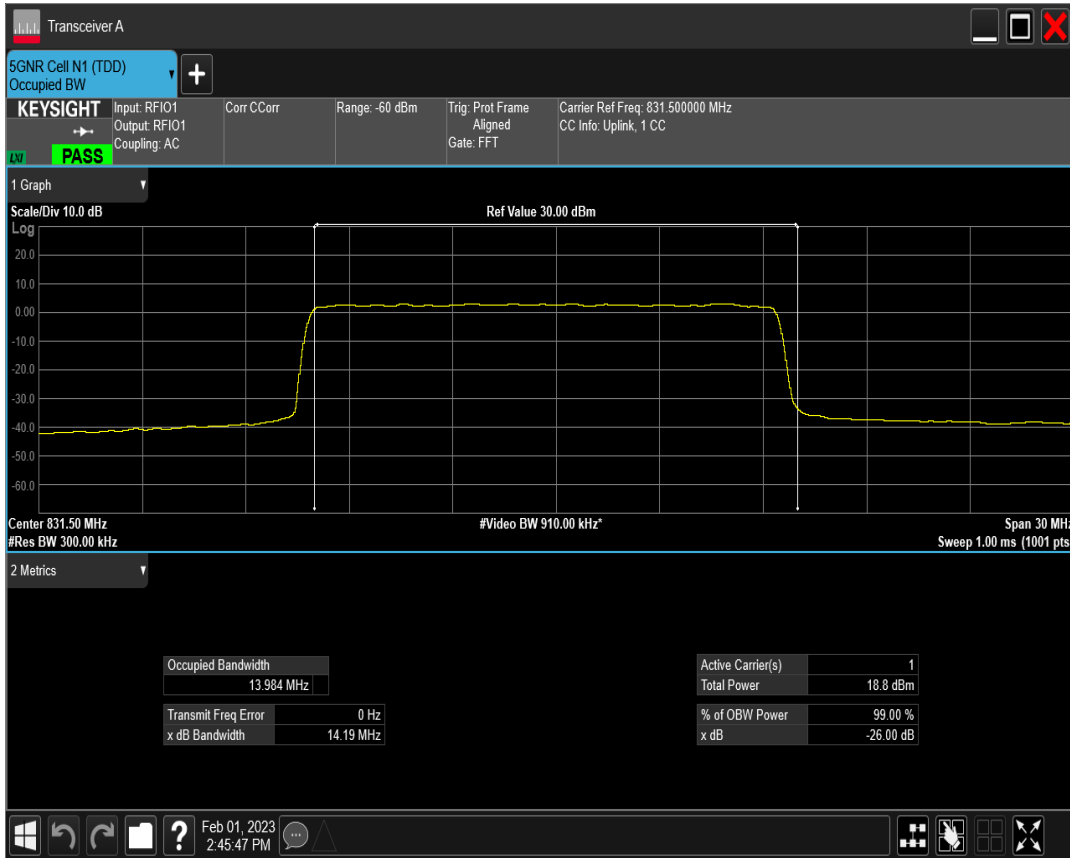 Transceiver A
5GNR Cell N1 (TDD)
Occupied BW
KEYSIGHT
LXI
PASS
Input: RFIO1
Output: RFIO1
Coupling: AC
Corr CCorr
Range: -60 dBm
Trig: Prot Frame
Aligned
Gate: FFT
Carrier Ref Freq: 831.500000 MHz
CC Info: Uplink, 1 CC
1 Graph
Scale/Div 10.0 dB
Ref Value 30.00 dBm
Log
20.0
10.0
0.00
-10.0
-20.0
-30.0
-40.0
-50.0
-60.0
Center 831.50 MHz
#Video BW 910.00 kHz*
Span 30 MHz
#Res BW 300.00 kHz
Sweep 1.00 ms (1001 pts
2 Metrics
Occupied Bandwidth
13.984 MHz
Transmit Freq Error 0 Hz
x dB Bandwidth 14.19 MHz
Active Carrier(s) 1
Total Power 18.8 dBm
% of OBW Power 99.00 %
x dB -26.00 dB
?
Feb 01, 2023
2:45:47 PM